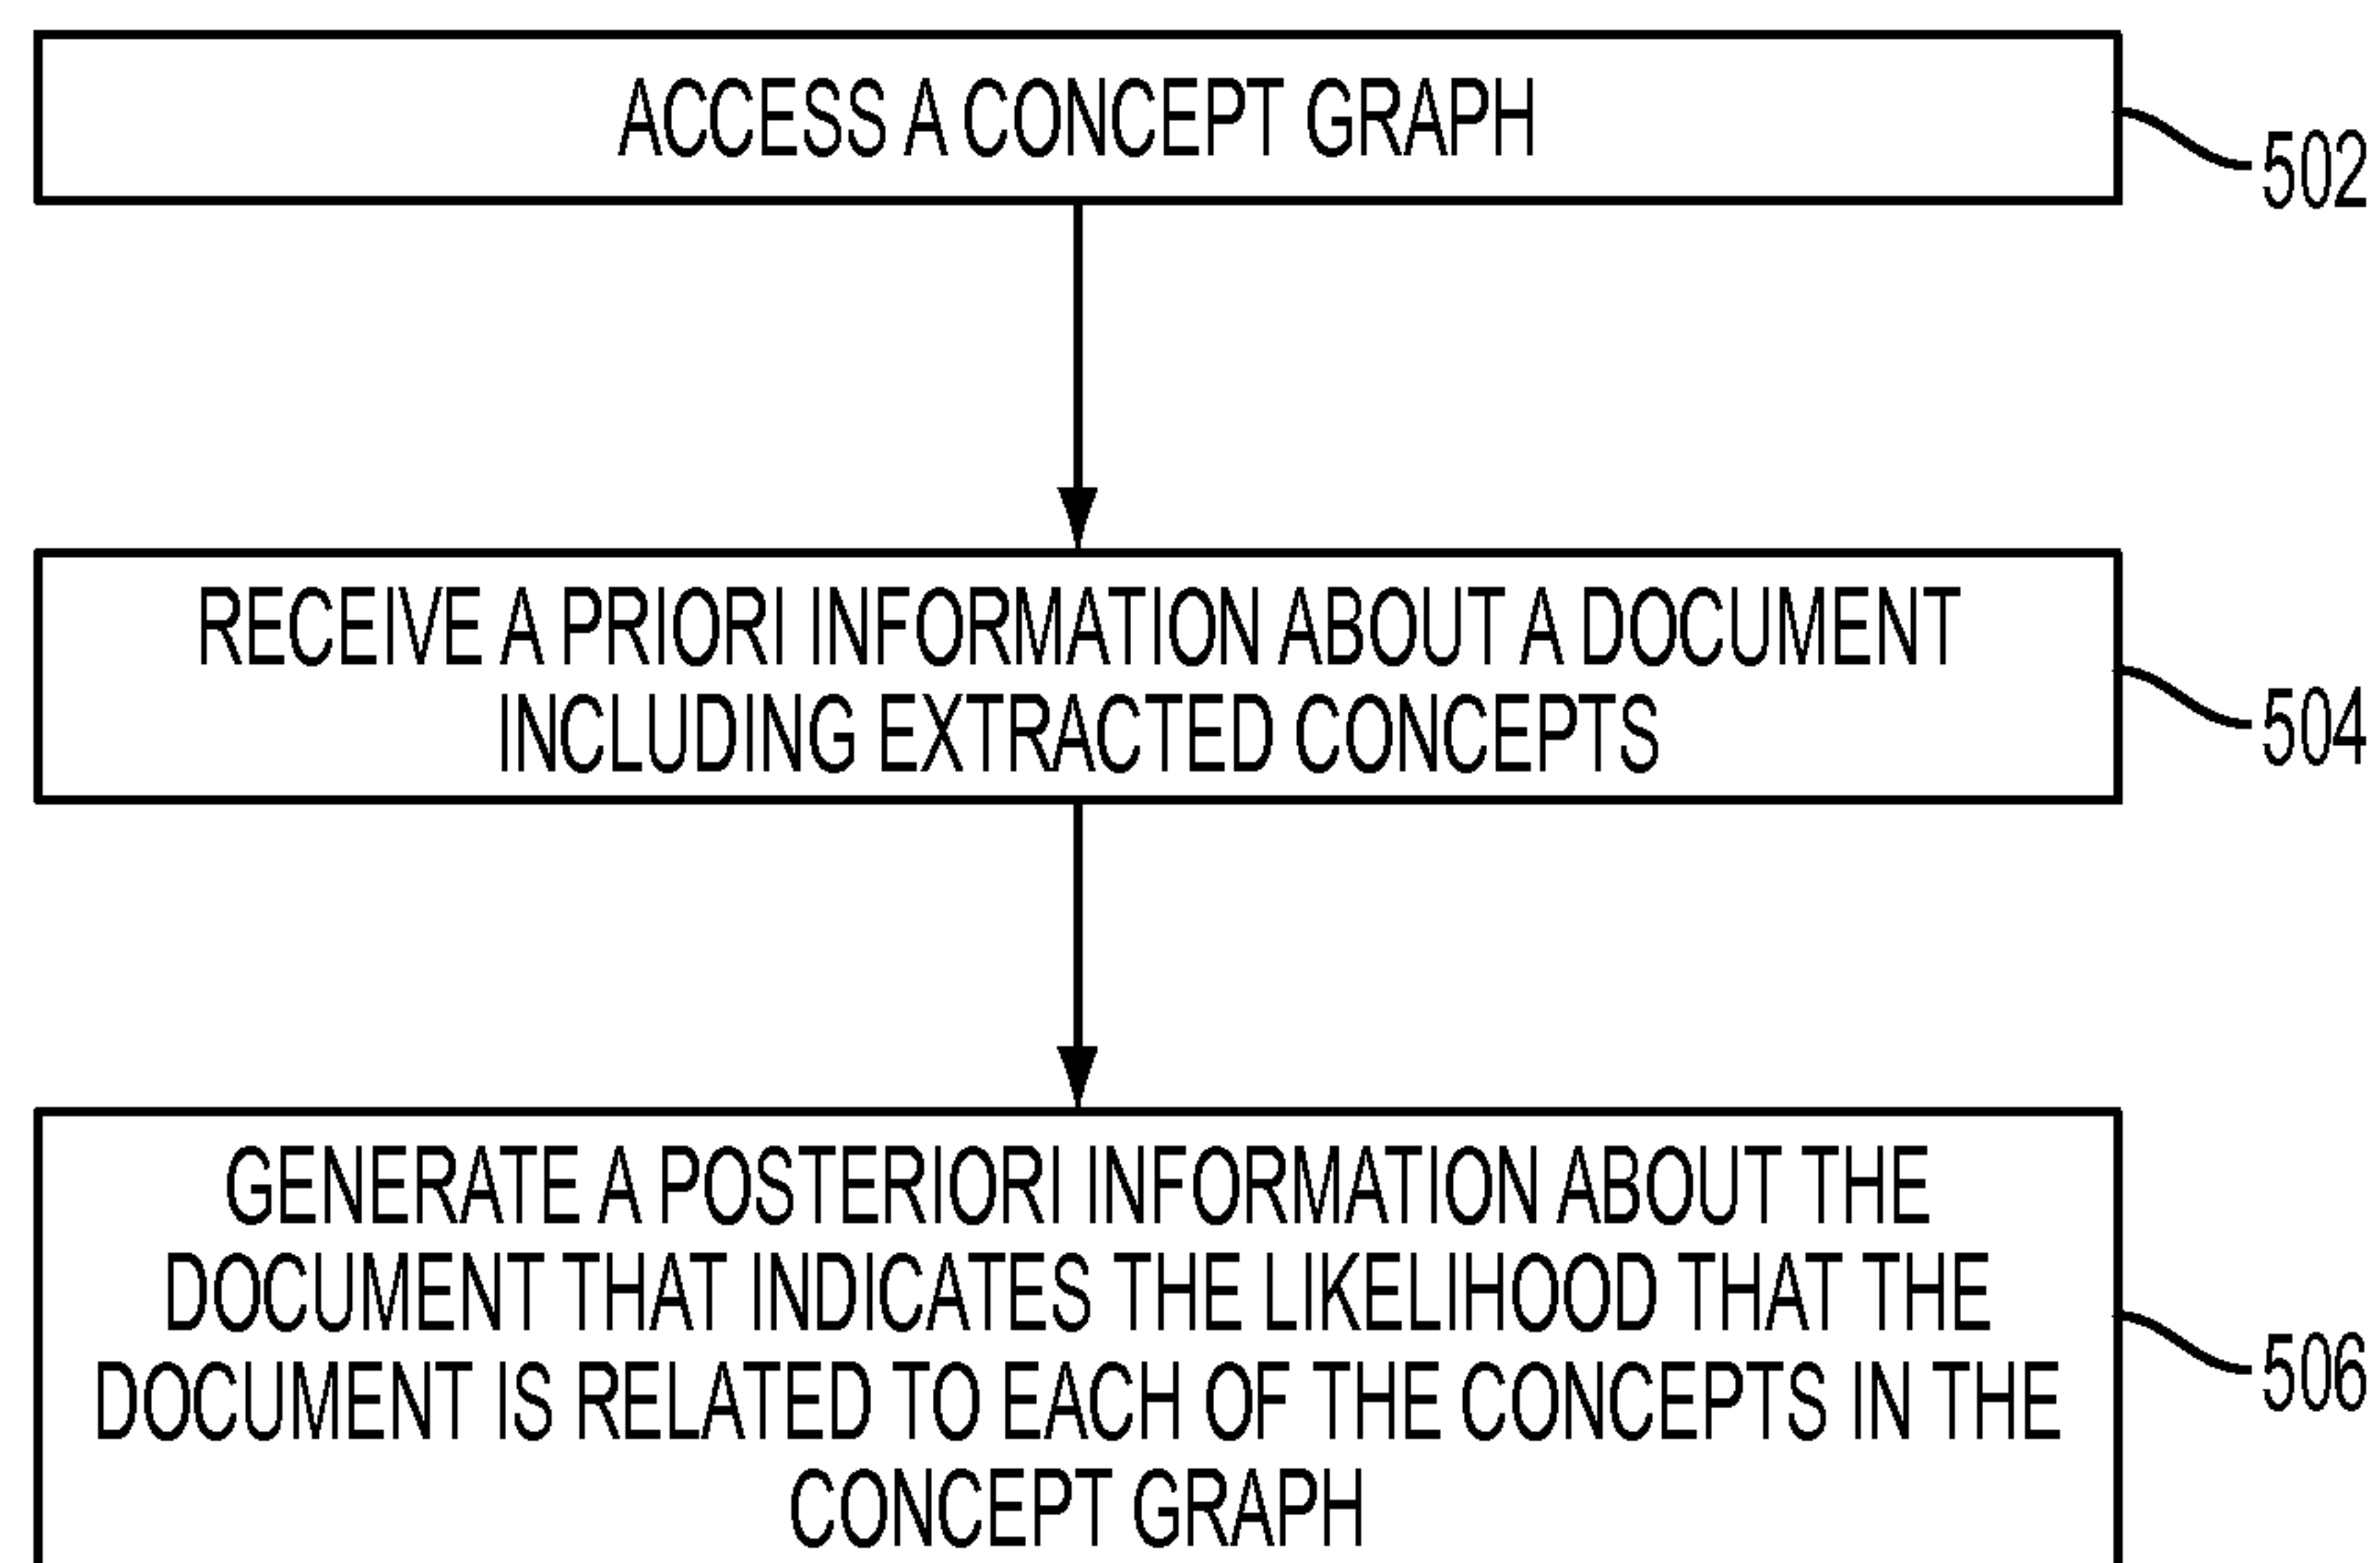 ACCESS A CONCEPT GRAPH
502
RECEIVE A PRIORI INFORMATION ABOUT A DOCUMENT
INCLUDING EXTRACTED CONCEPTS
504
GENERATE A POSTERIORI INFORMATION ABOUT THE
DOCUMENT THAT INDICATES THE LIKELIHOOD THAT THE
DOCUMENT IS RELATED TO EACH OF THE CONCEPTS IN THE
CONCEPT GRAPH
506